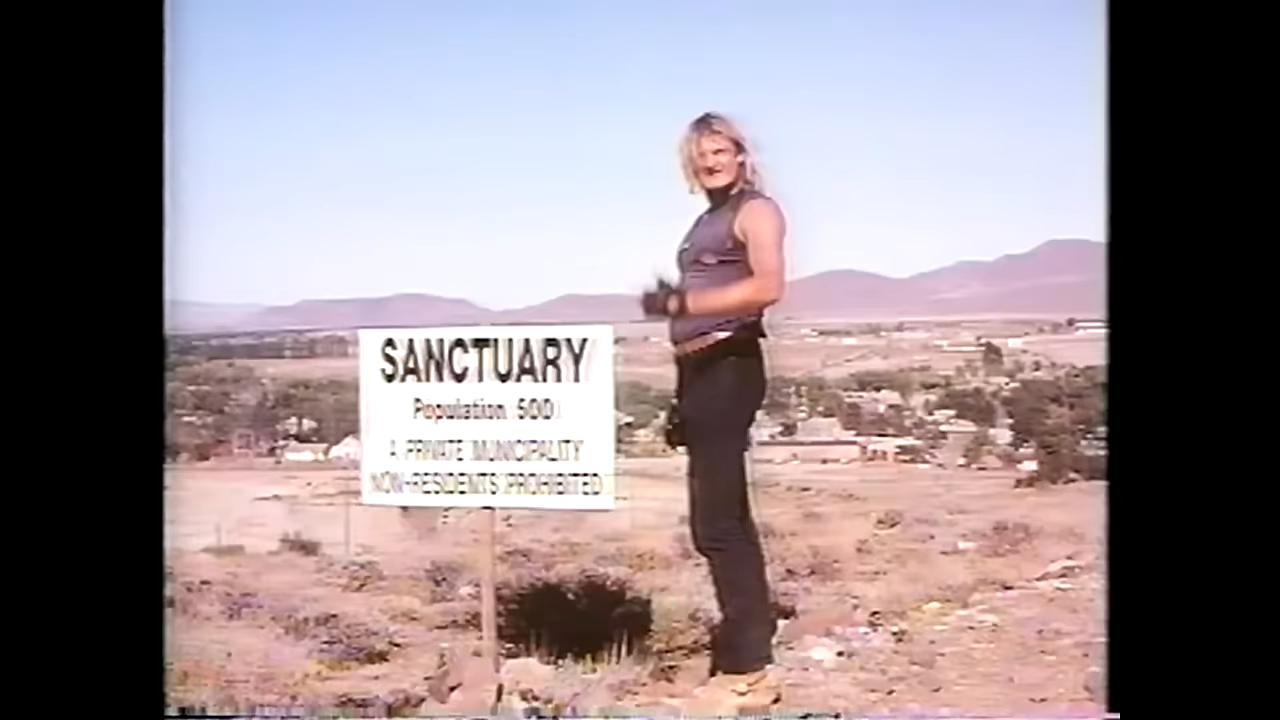 SANCTUARY
Population 500
A PRIVATE MUNICIPALITY
NON-RESIDENTS PROHIBITED